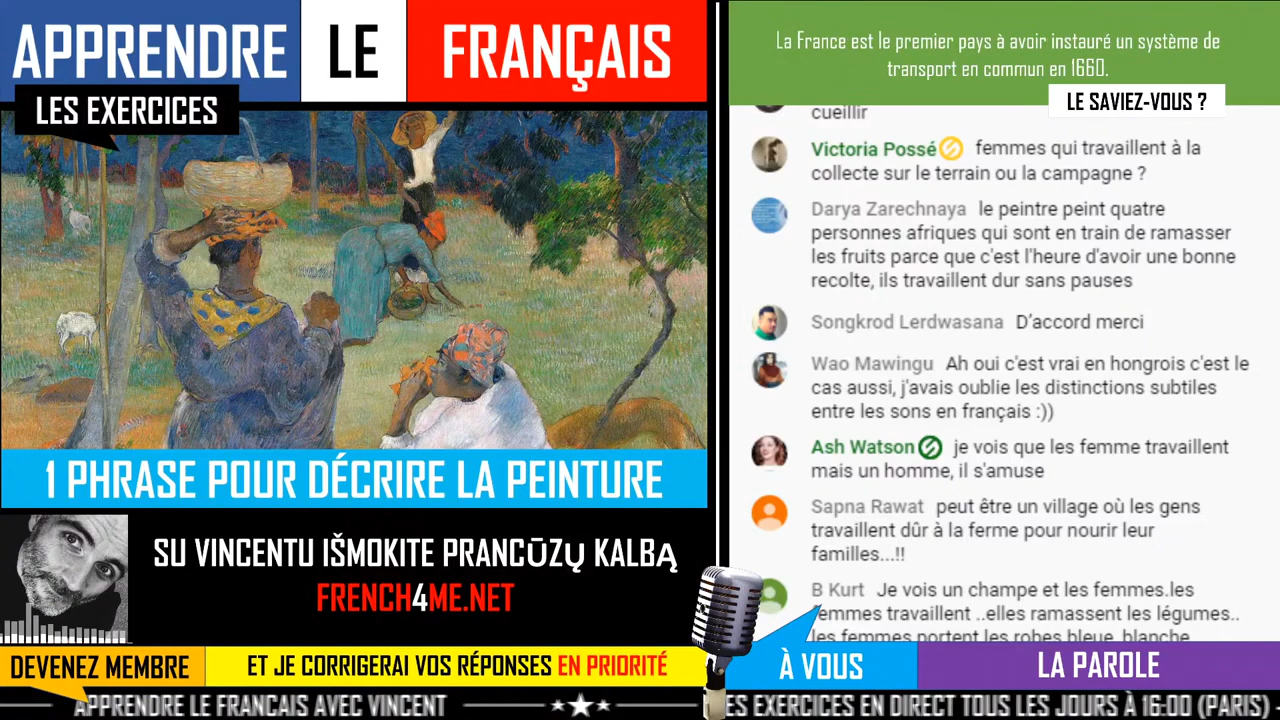 APPRENDRE LE FRANÇAIS
LES EXERCICES
1 PHRASE POUR DÉCRIRE LA PEINTURE
SU VINCENTU IŠMOKITE PRANCŪZŲ KALBĄ
FRENCH4ME.NET
DEVENEZ MEMBRE
ET JE CORRIGERAI VOS RÉPONSES EN PRIORITÉ
La France est le premier pays à avoir instauré un système de
transport en commun en 1660.
LE SAVIEZ-VOUS ?
cueillir
Victoria Possé femmes qui travaillent à la
collecte sur le terrain ou la campagne ?
Darya Zarechnaya le peintre peint quatre
personnes afriques qui sont en train de ramasser
les fruits parce que c'est l'heure d'avoir une bonne
recolte, ils travaillent dur sans pauses
Songkrod Lerdwasana D'accord merci
Wao Mawingu Ah oui c'est vrai en hongrois c'est le
cas aussi, j'avais oublie les distinctions subtiles
entre les sons en français :))
Ash Watson je vois que les femme travaillent
mais un homme, il s'amuse
Sapna Rawat peut être un village où les gens
travaillent dûr à la ferme pour nourir leur
familles...!!
B Kurt Je vois un champe et les femmes.les
femmes travaillent ..elles ramassent les légumes..
les femmes portent les robes bleue, blanche
À VOUS LA PAROLE
APPRENDRE LE FRANCAIS AVEC VINCENT
ES EXERCICES EN DIRECT TOUS LES JOURS À 16:00 (PARIS)